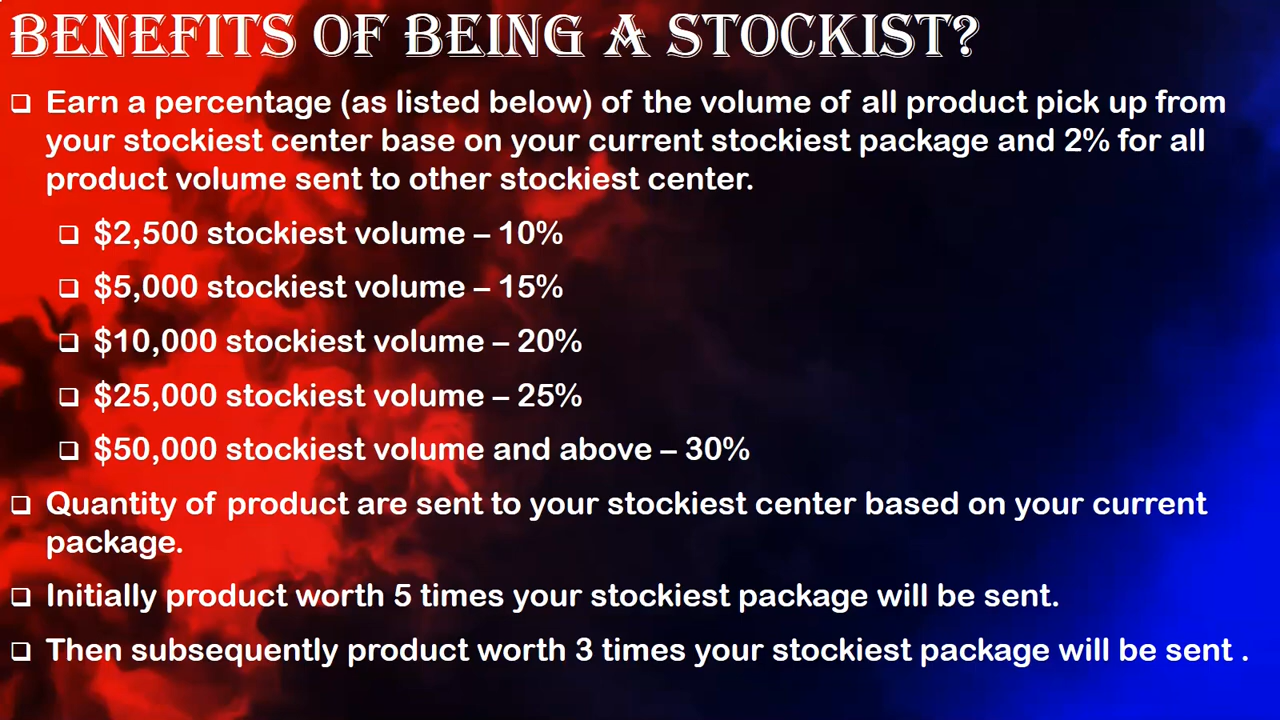 BENEFITS OF BEING A STOCKIST?
Earn a percentage (as listed below) of the volume of all product pick up from
your stockiest center base on your current stockiest package and 2% for all
product volume sent to other stockiest center.
$2,500 stockiest volume – 10%
$5,000 stockiest volume – 15%
$10,000 stockiest volume – 20%
$25,000 stockiest volume – 25%
$50,000 stockiest volume and above – 30%
Quantity of product are sent to your stockiest center based on your current
package.
Initially product worth 5 times your stockiest package will be sent.
Then subsequently product worth 3 times your stockiest package will be sent .